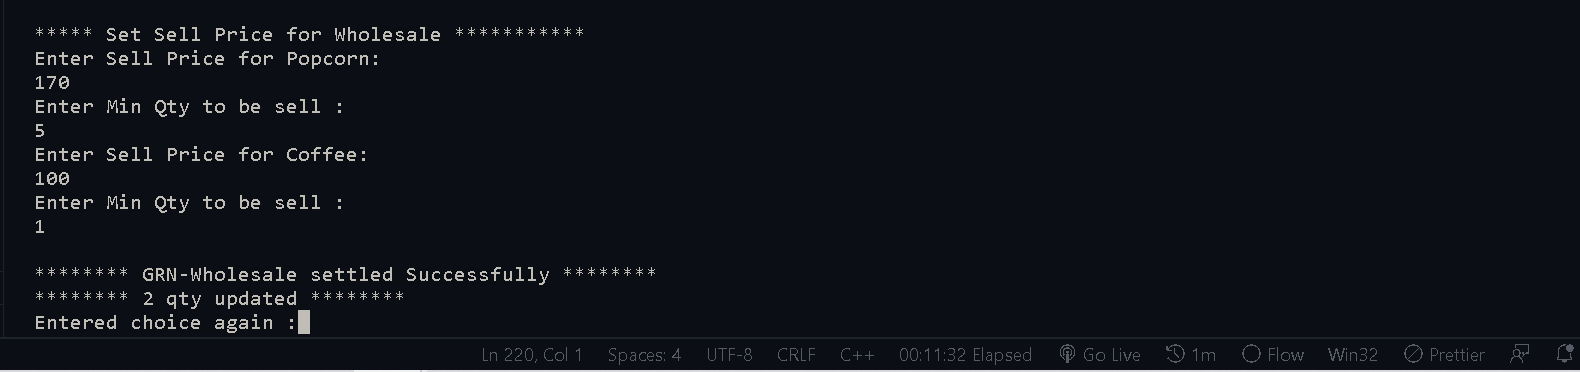 ***** Set Sell Price for Wholesale ***********
Enter Sell Price for Popcorn:
170
Enter Min Qty to be sell :
5
Enter Sell Price for Coffee:
100
Enter Min Qty to be sell :
1
******** GRN-Wholesale settled Successfully ********
******** 2 qty updated ********
Entered choice again :
Ln 220, Col 1 Spaces: 4 UTF-8 CRLF C++ 00:11:32 Elapsed Go Live 1m Flow Win32 Prettier